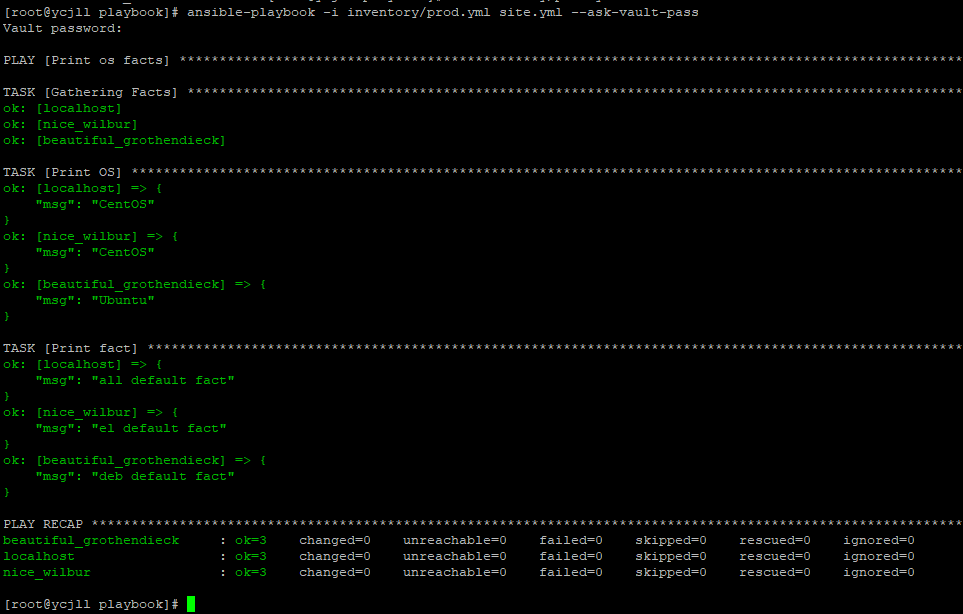 [root@ycjll playbook]# ansible-playbook -i inventory/prod.yml site.yml --ask-vault-pass
Vault password:
PLAY [Print os facts] **************************************************************************************************
TASK [Gathering Facts] *************************************************************************************************
ok: [localhost]
ok: [nice_wilbur]
ok: [beautiful_grothendieck]
TASK [Print OS] ********************************************************************************************************
ok: [localhost] => {
    "msg": "CentOS"
}
ok: [nice_wilbur] => {
    "msg": "CentOS"
}
ok: [beautiful_grothendieck] => {
    "msg": "Ubuntu"
}
TASK [Print fact] ******************************************************************************************************
ok: [localhost] => {
    "msg": "all default fact"
}
ok: [nice_wilbur] => {
    "msg": "el default fact"
}
ok: [beautiful_grothendieck] => {
    "msg": "deb default fact"
}
PLAY RECAP *************************************************************************************************************
beautiful_grothendieck     : ok=3    changed=0    unreachable=0    failed=0    skipped=0    rescued=0    ignored=0
localhost                  : ok=3    changed=0    unreachable=0    failed=0    skipped=0    rescued=0    ignored=0
nice_wilbur                : ok=3    changed=0    unreachable=0    failed=0    skipped=0    rescued=0    ignored=0
[root@ycjll playbook]#